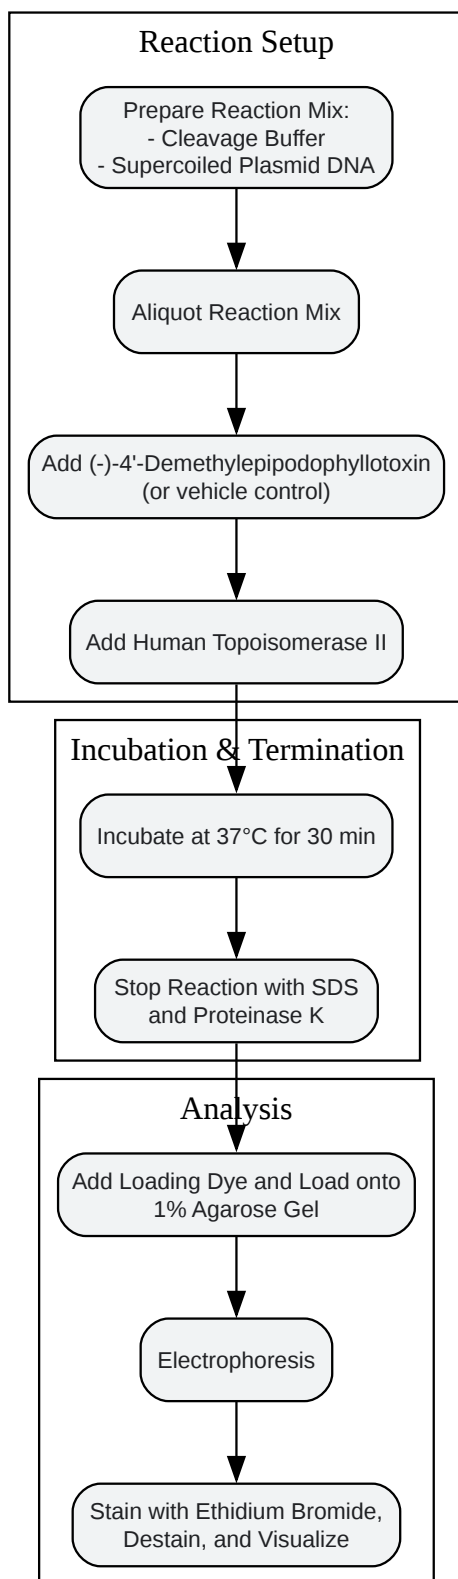 Reaction Setup
Prepare Reaction Mix:
- Cleavage Buffer
- Supercoiled Plasmid DNA
Aliquot Reaction Mix
Add (-)-4'-Demethylepipodophyllotoxin
(or vehicle control)
Add Human Topoisomerase II
Incubation & Termination
Incubate at 37°C for 30 min
Stop Reaction with SDS
and Proteinase K
Analysis
Add Loading Dye and Load onto
1% Agarose Gel
Electrophoresis
Stain with Ethidium Bromide,
Destain, and Visualize